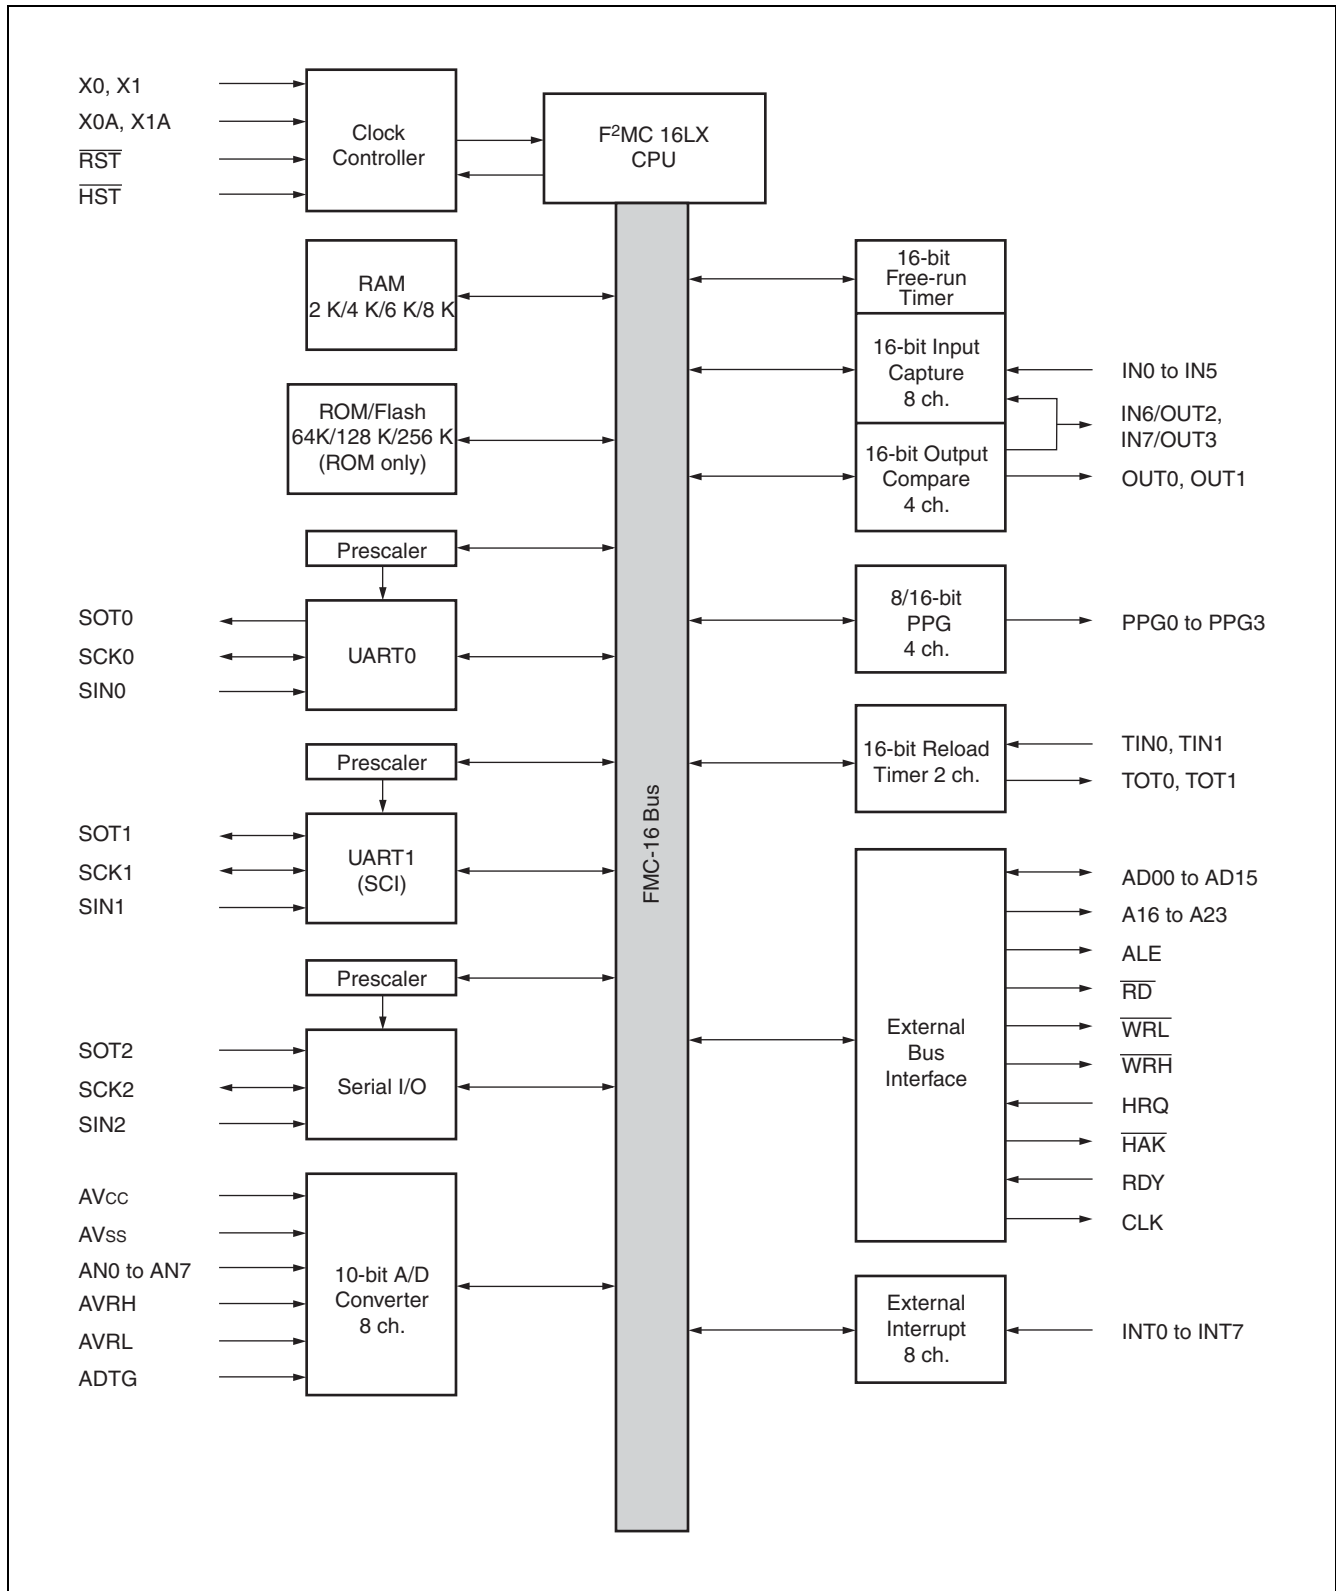 X0, X1
X0A, X1A
RST
HST
Clock
Controller
F²MC 16LX
CPU
RAM
2 K/4 K/6 K/8 K
ROM/Flash
64K/128 K/256 K
(ROM only)
Prescaler
SOT0
SCK0
SIN0
UART0
Prescaler
SOT1
SCK1
SIN1
UART1
(SCI)
Prescaler
SOT2
SCK2
SIN2
Serial I/O
AVCC
AVSS
AN0 to AN7
AVRH
AVRL
ADTG
10-bit A/D
Converter
8 ch.
FMC-16 Bus
16-bit
Free-run
Timer
16-bit Input
Capture
8 ch.
16-bit Output
Compare
4 ch.
IN0 to IN5
IN6/OUT2,
IN7/OUT3
OUT0, OUT1
8/16-bit
PPG
4 ch.
PPG0 to PPG3
16-bit Reload
Timer 2 ch.
TIN0, TIN1
TOT0, TOT1
External
Bus
Interface
AD00 to AD15
A16 to A23
ALE
RD
WRL
WRH
HRQ
HAK
RDY
CLK
External
Interrupt
8 ch.
INT0 to INT7